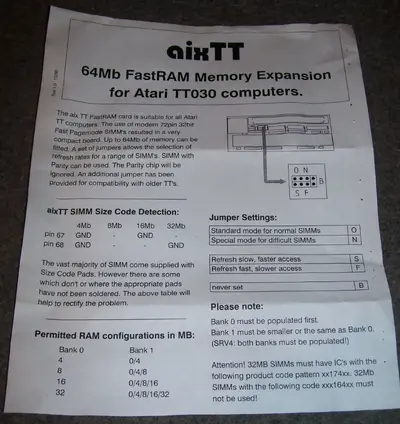 aixTT
64Mb FastRAM Memory Expansion
for Atari TT030 computers.
The aix TT FastRAM card is suitable for all Atari
TT computers. The use of modern 72pin 32bit
Fast Pagemode SIMM's resulted in a very
compact board. Up to 64Mb of memory can be
fitted. A set of jumpers allows the selection of
refresh rates for a range of SIMM's. SIMM with
Parity can be used. The Parity chip will be
ignored. An additional jumper has been
provided for compatibility with older TT's.
O N
B
S F
aixTT SIMM Size Code Detection:
4Mb 8Mb 16Mb 32Mb
pin 67 GND - GND -
pin 68 GND - - GND
The vast majority of SIMM come supplied with
Size Code Pads. However there are some
which don't or where the appropriate pads
have not been soldered. The above table will
help to rectify the problem.
Permitted RAM configurations in MB:
Bank 0 Bank 1
4 0/4
8 0/4/8
16 0/4/8/16
32 0/4/8/16/32
Jumper Settings:
Standard mode for normal SIMMs O
Special mode for difficult SIMMs N
Refresh slow, faster access S
Refresh fast, slower access F
never set B
Please note:
Bank 0 must be populated first.
Bank 1 must be smaller or the same as Bank 0.
(SRV4: both banks must be populated!)
Attention! 32MB SIMMs must have IC's with the
following product code pattern xx174xx. 32Mb
SIMMs with the following code xxx164xx must
not be used!